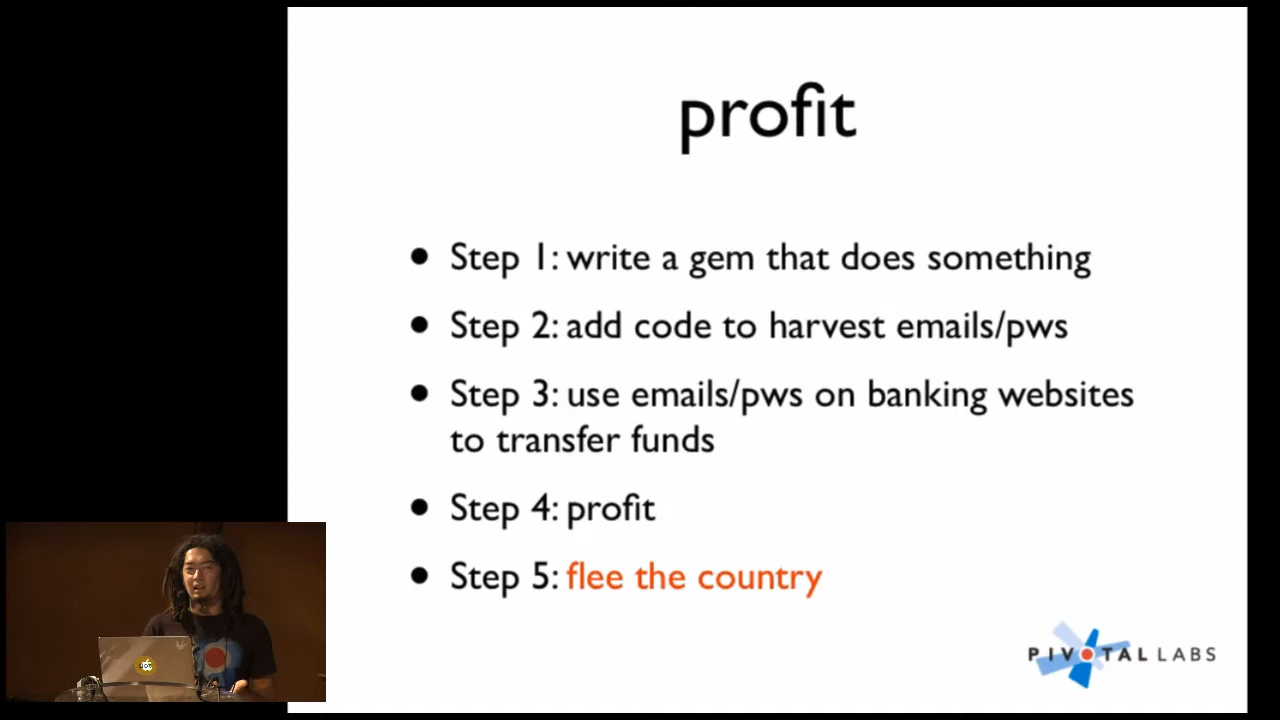 profit
• Step 1: write a gem that does something
• Step 2: add code to harvest emails/pws
• Step 3: use emails/pws on banking websites
to transfer funds
• Step 4: profit
• Step 5: flee the country
PIVOTAL LABS